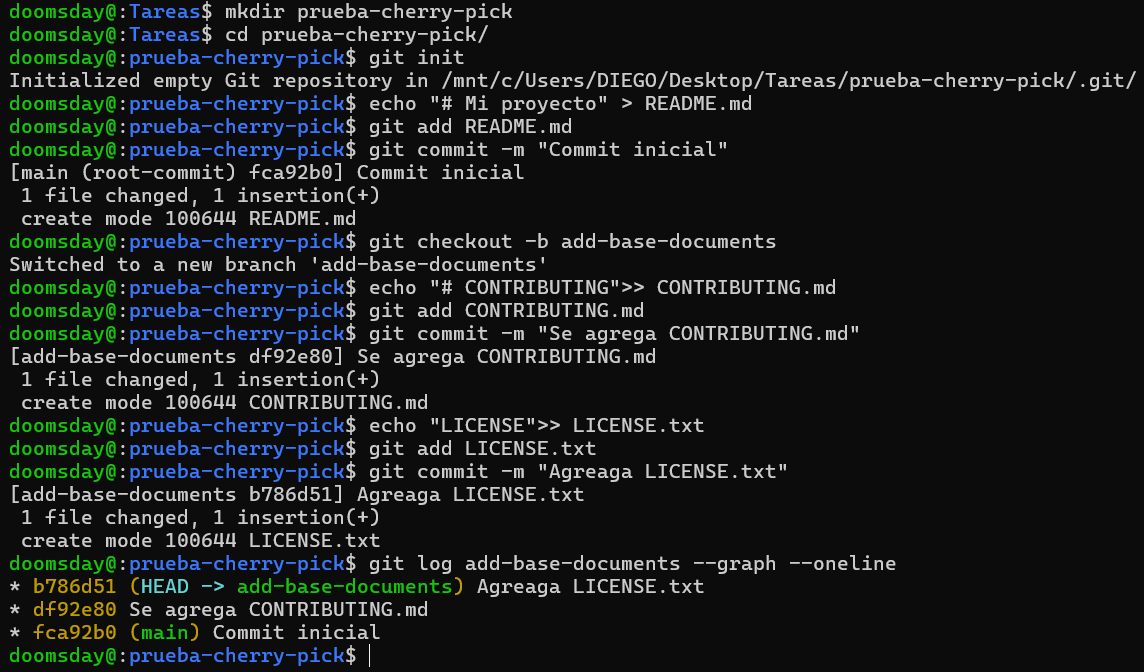 doomsday@:Tareas$ mkdir prueba-cherry-pick
doomsday@:Tareas$ cd prueba-cherry-pick/
doomsday@:prueba-cherry-pick$ git init
Initialized empty Git repository in /mnt/c/Users/DIEGO/Desktop/Tareas/prueba-cherry-pick/.git/
doomsday@:prueba-cherry-pick$ echo "# Mi proyecto" > README.md
doomsday@:prueba-cherry-pick$ git add README.md
doomsday@:prueba-cherry-pick$ git commit -m "Commit inicial"
[main (root-commit) fca92b0] Commit inicial
 1 file changed, 1 insertion(+)
 create mode 100644 README.md
doomsday@:prueba-cherry-pick$ git checkout -b add-base-documents
Switched to a new branch 'add-base-documents'
doomsday@:prueba-cherry-pick$ echo "# CONTRIBUTING">> CONTRIBUTING.md
doomsday@:prueba-cherry-pick$ git add CONTRIBUTING.md
doomsday@:prueba-cherry-pick$ git commit -m "Se agrega CONTRIBUTING.md"
[add-base-documents df92e80] Se agrega CONTRIBUTING.md
 1 file changed, 1 insertion(+)
 create mode 100644 CONTRIBUTING.md
doomsday@:prueba-cherry-pick$ echo "LICENSE">> LICENSE.txt
doomsday@:prueba-cherry-pick$ git add LICENSE.txt
doomsday@:prueba-cherry-pick$ git commit -m "Agreaga LICENSE.txt"
[add-base-documents b786d51] Agreaga LICENSE.txt
 1 file changed, 1 insertion(+)
 create mode 100644 LICENSE.txt
doomsday@:prueba-cherry-pick$ git log add-base-documents --graph --oneline
* b786d51 (HEAD -> add-base-documents) Agreaga LICENSE.txt
* df92e80 Se agrega CONTRIBUTING.md
* fca92b0 (main) Commit inicial
doomsday@:prueba-cherry-pick$